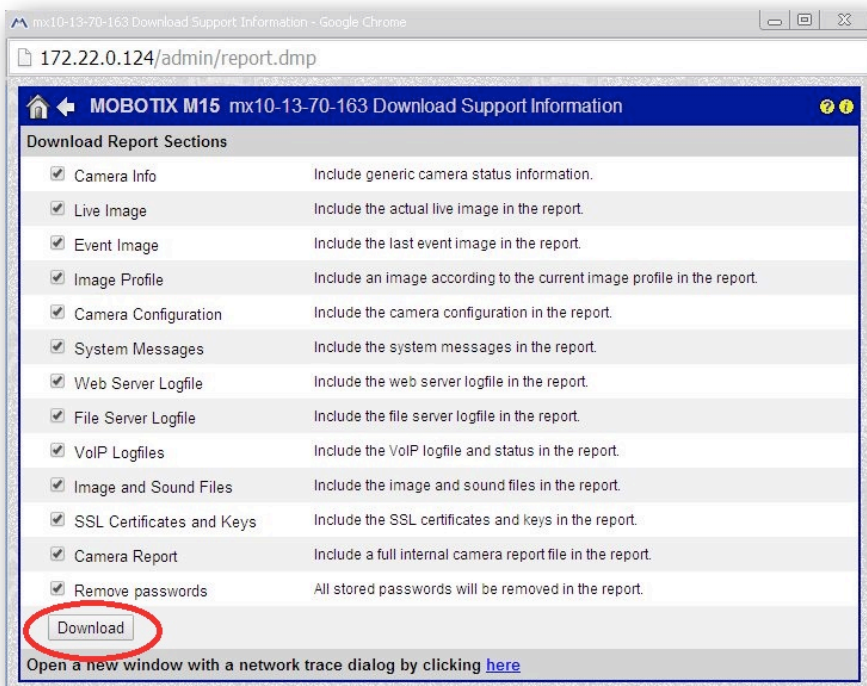 mx10-13-70-163 Download Support Information - Google Chrome
172.22.0.124/admin/report.dmp
MOBOTIX M15 mx10-13-70-163 Download Support Information ? i
Download Report Sections
Camera Info Include generic camera status information.
Live Image Include the actual live image in the report.
Event Image Include the last event image in the report.
Image Profile Include an image according to the current image profile in the report.
Camera Configuration Include the camera configuration in the report.
System Messages Include the system messages in the report.
Web Server Logfile Include the web server logfile in the report.
File Server Logfile Include the file server logfile in the report.
VoIP Logfiles Include the VoIP logfile and status in the report.
Image and Sound Files Include the image and sound files in the report.
SSL Certificates and Keys Include the SSL certificates and keys in the report.
Camera Report Include a full internal camera report file in the report.
Remove passwords All stored passwords will be removed in the report.
Download
Open a new window with a network trace dialog by clicking here